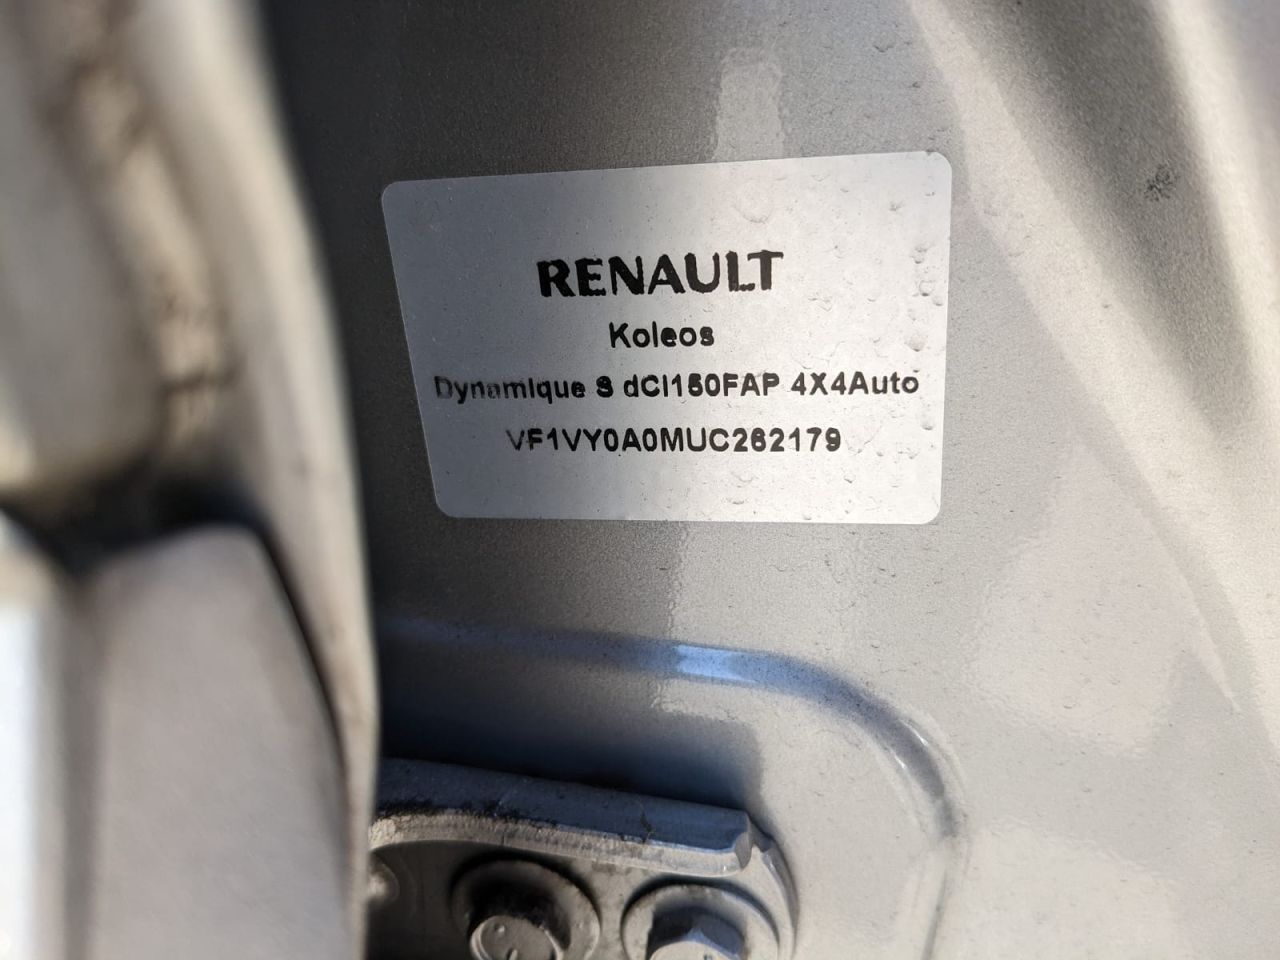 RENAULT
Koleos
Dynamique S dCi150FAP 4X4Auto
VF1VY0A0MUC262179